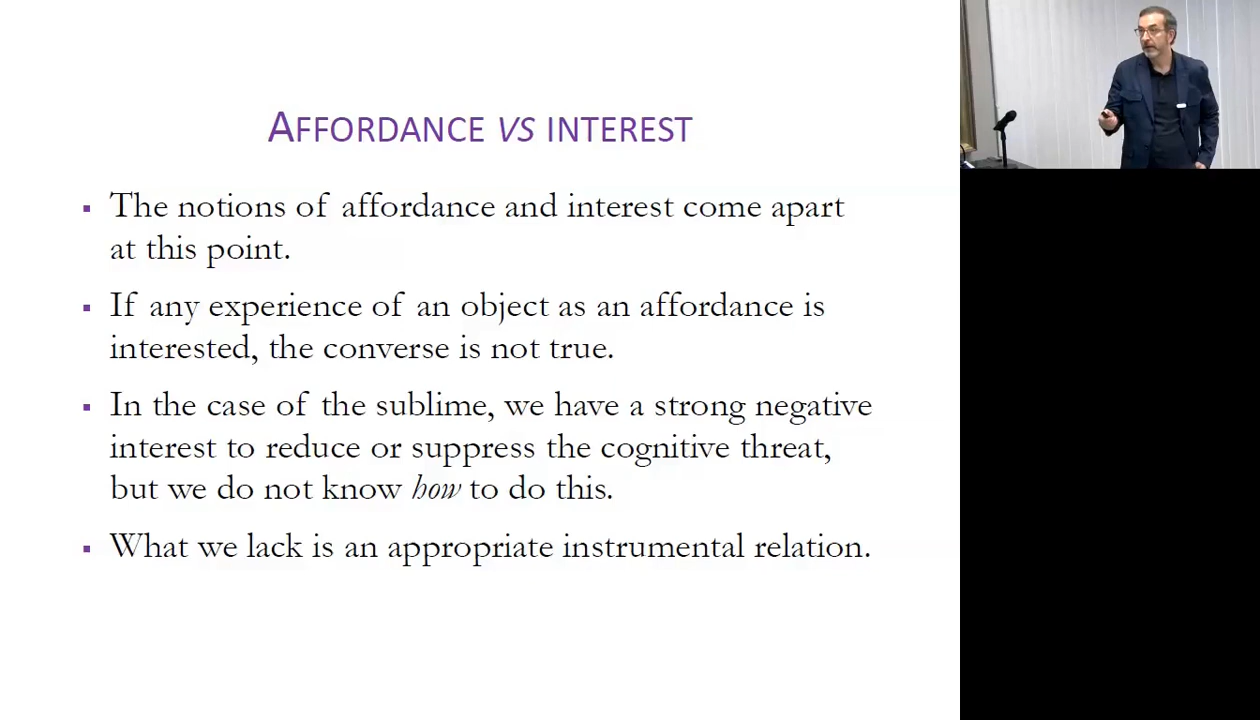 AFFORDANCE VS INTEREST
▪ The notions of affordance and interest come apart
at this point.
▪ If any experience of an object as an affordance is
interested, the converse is not true.
▪ In the case of the sublime, we have a strong negative
interest to reduce or suppress the cognitive threat,
but we do not know how to do this.
▪ What we lack is an appropriate instrumental relation.